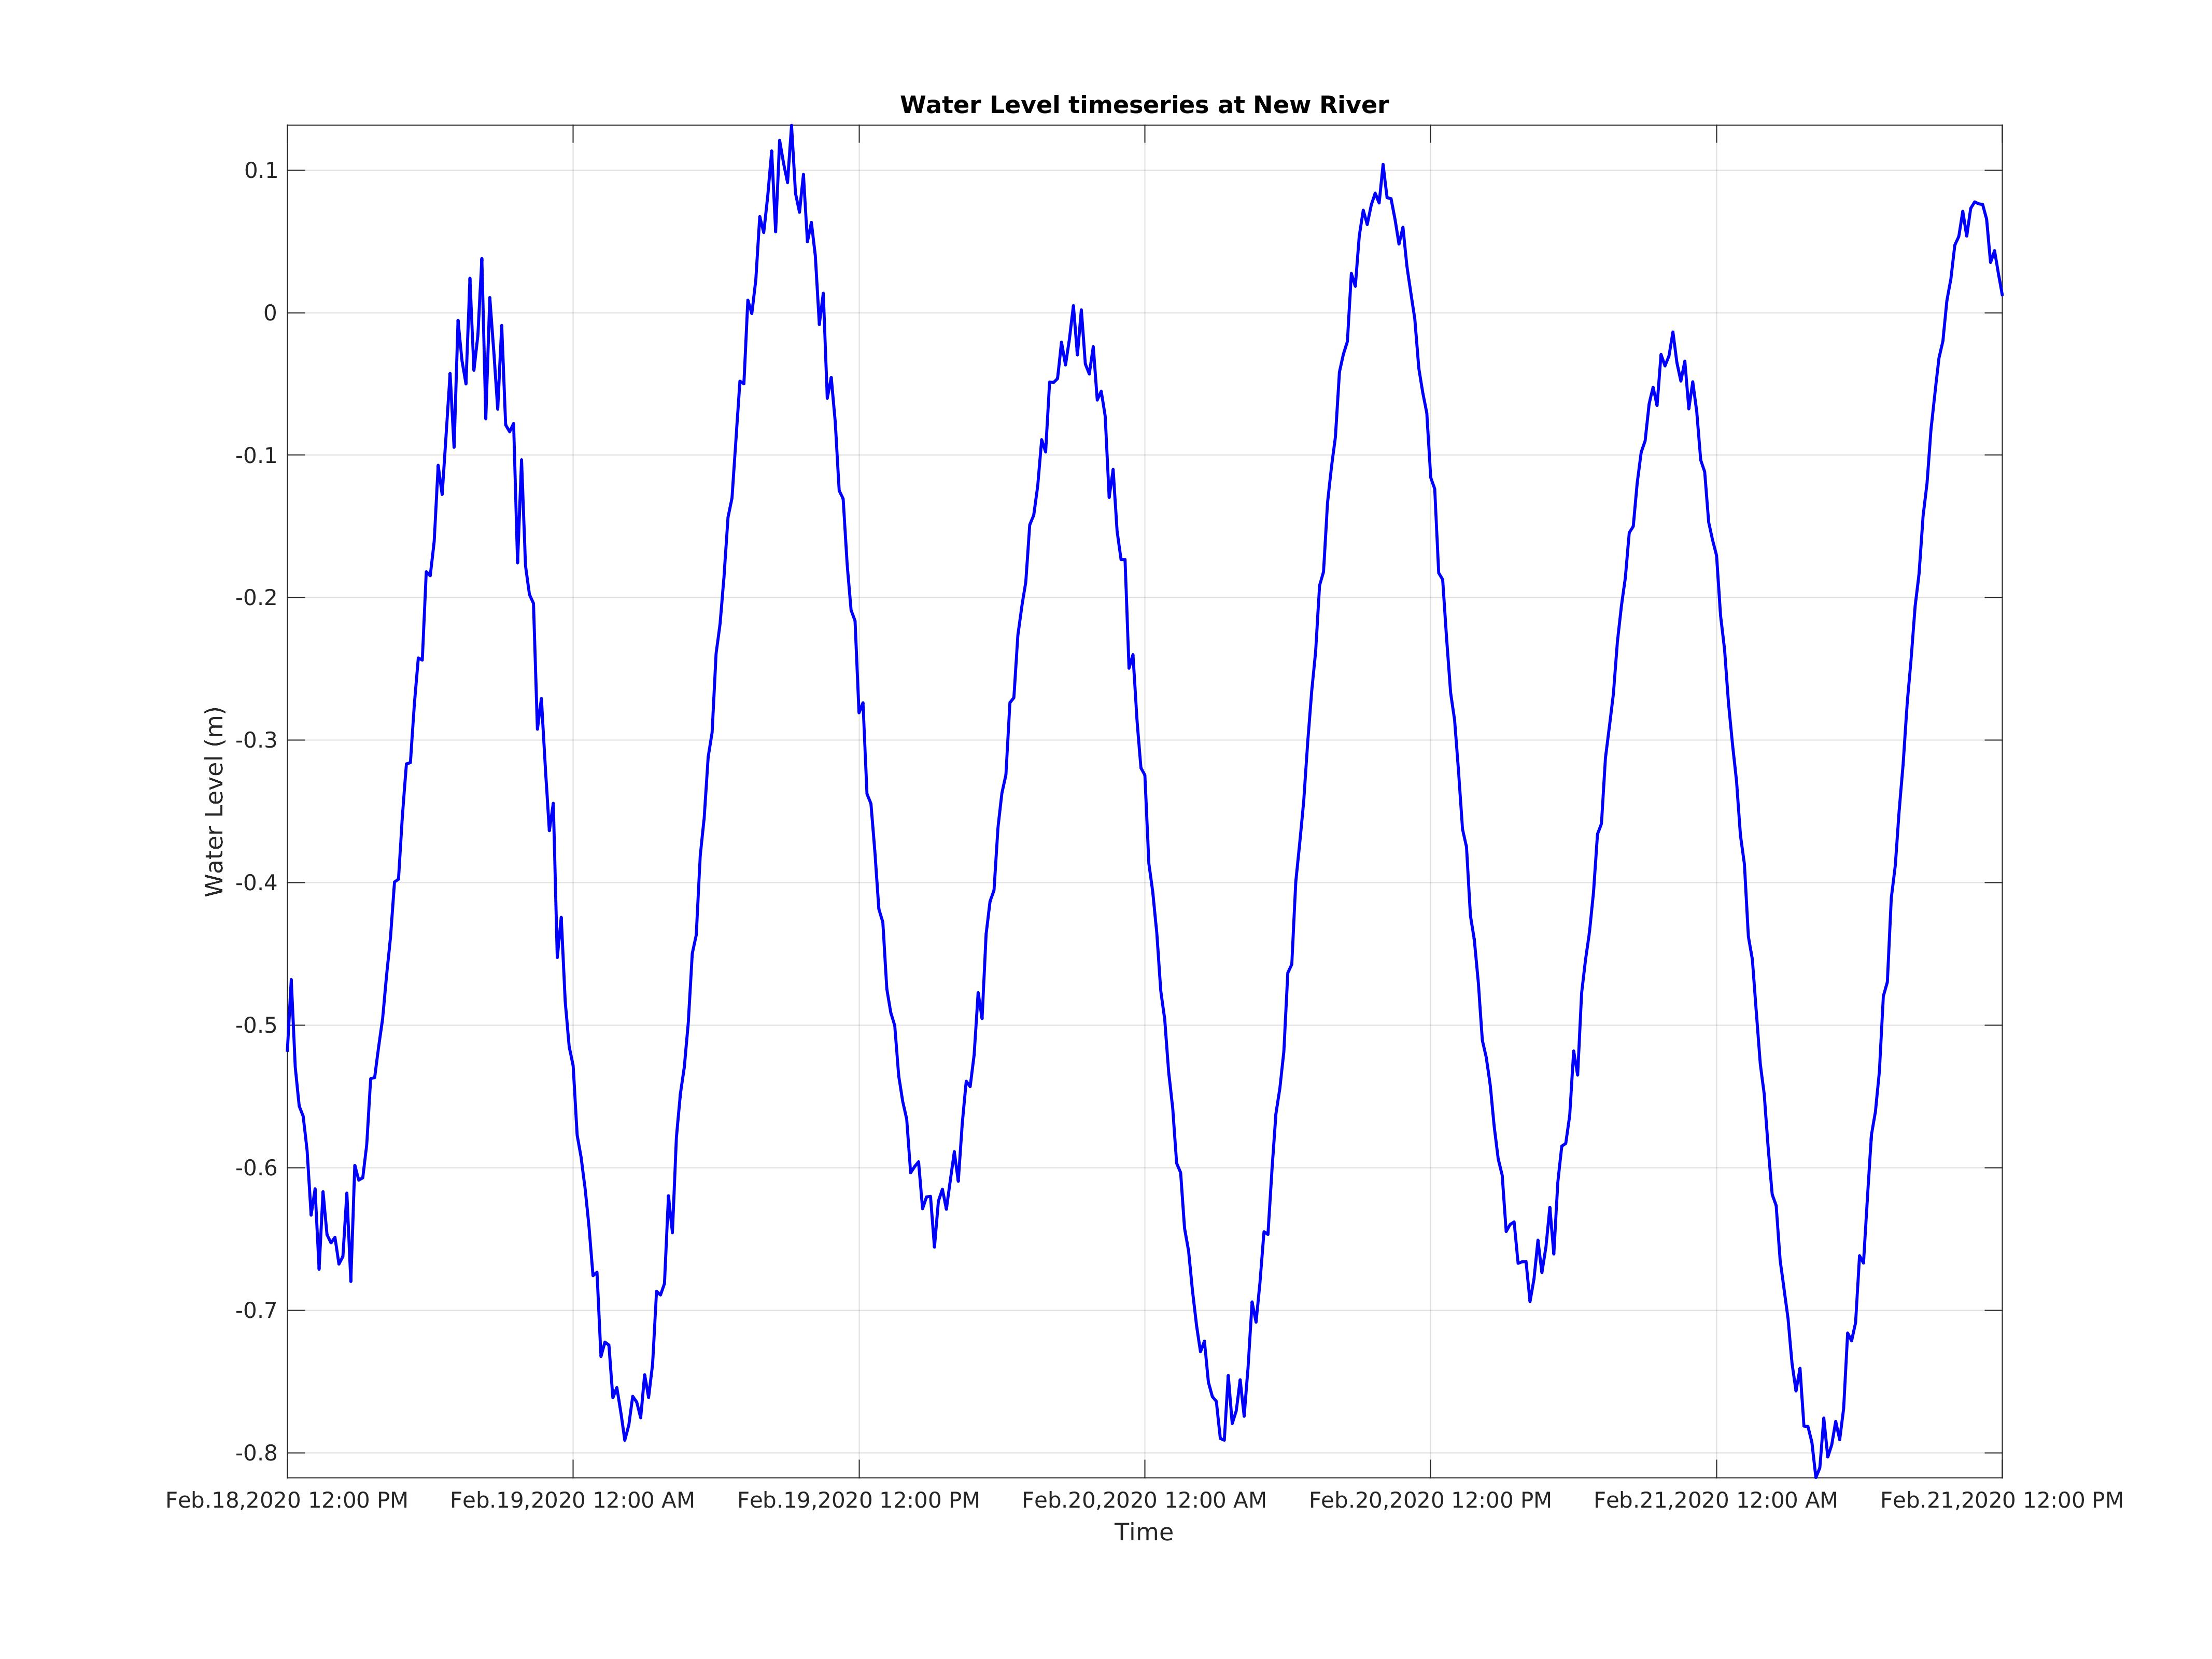 Water Level timeseries at New River
0.1
0
-0.1
-0.2
-0.3
-0.4
-0.5
-0.6
-0.7
-0.8
Water Level (m)
Feb.18,2020 12:00 PM
Feb.19,2020 12:00 AM
Feb.19,2020 12:00 PM
Feb.20,2020 12:00 AM
Feb.20,2020 12:00 PM
Feb.21,2020 12:00 AM
Feb.21,2020 12:00 PM
Time